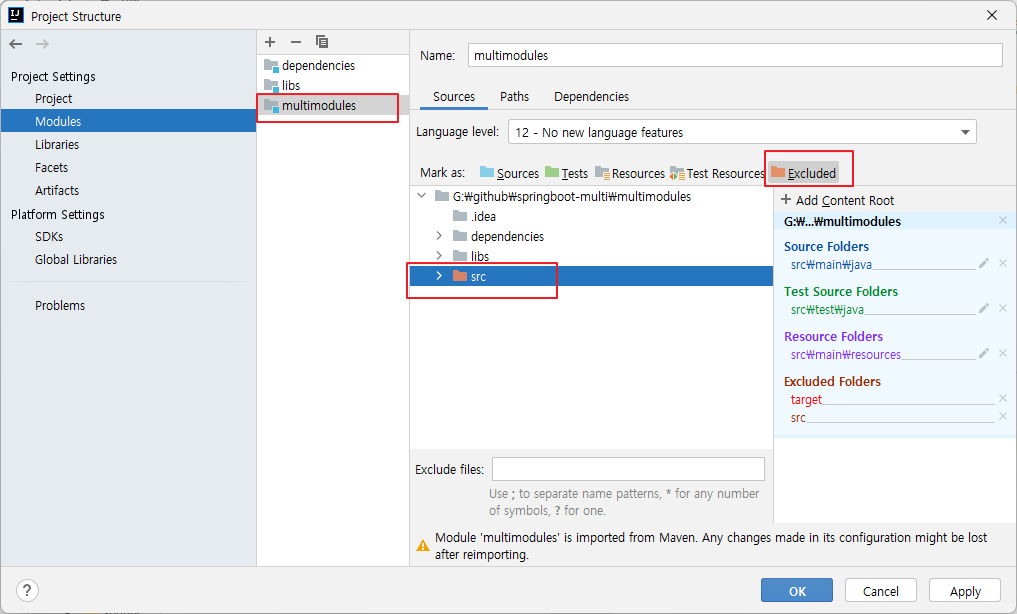 Project Structure
Project Settings
Project
Modules
Libraries
Facets
Artifacts
Platform Settings
SDKs
Global Libraries
Problems
dependencies
libs
multimodules
Name: multimodules
Sources Paths Dependencies
Language level: 12 - No new language features
Mark as: Sources Tests Resources Test Resources Excluded
G:₩github₩springboot-multi₩multimodules
.idea
dependencies
libs
src
+ Add Content Root
G:₩...₩multimodules
Source Folders
src₩main₩java
Test Source Folders
src₩test₩java
Resource Folders
src₩main₩resources
Excluded Folders
target
src
Exclude files:
Use ; to separate name patterns, * for any number
of symbols, ? for one.
Module 'multimodules' is imported from Maven. Any changes made in its configuration might be lost
after reimporting.
? OK Cancel Apply